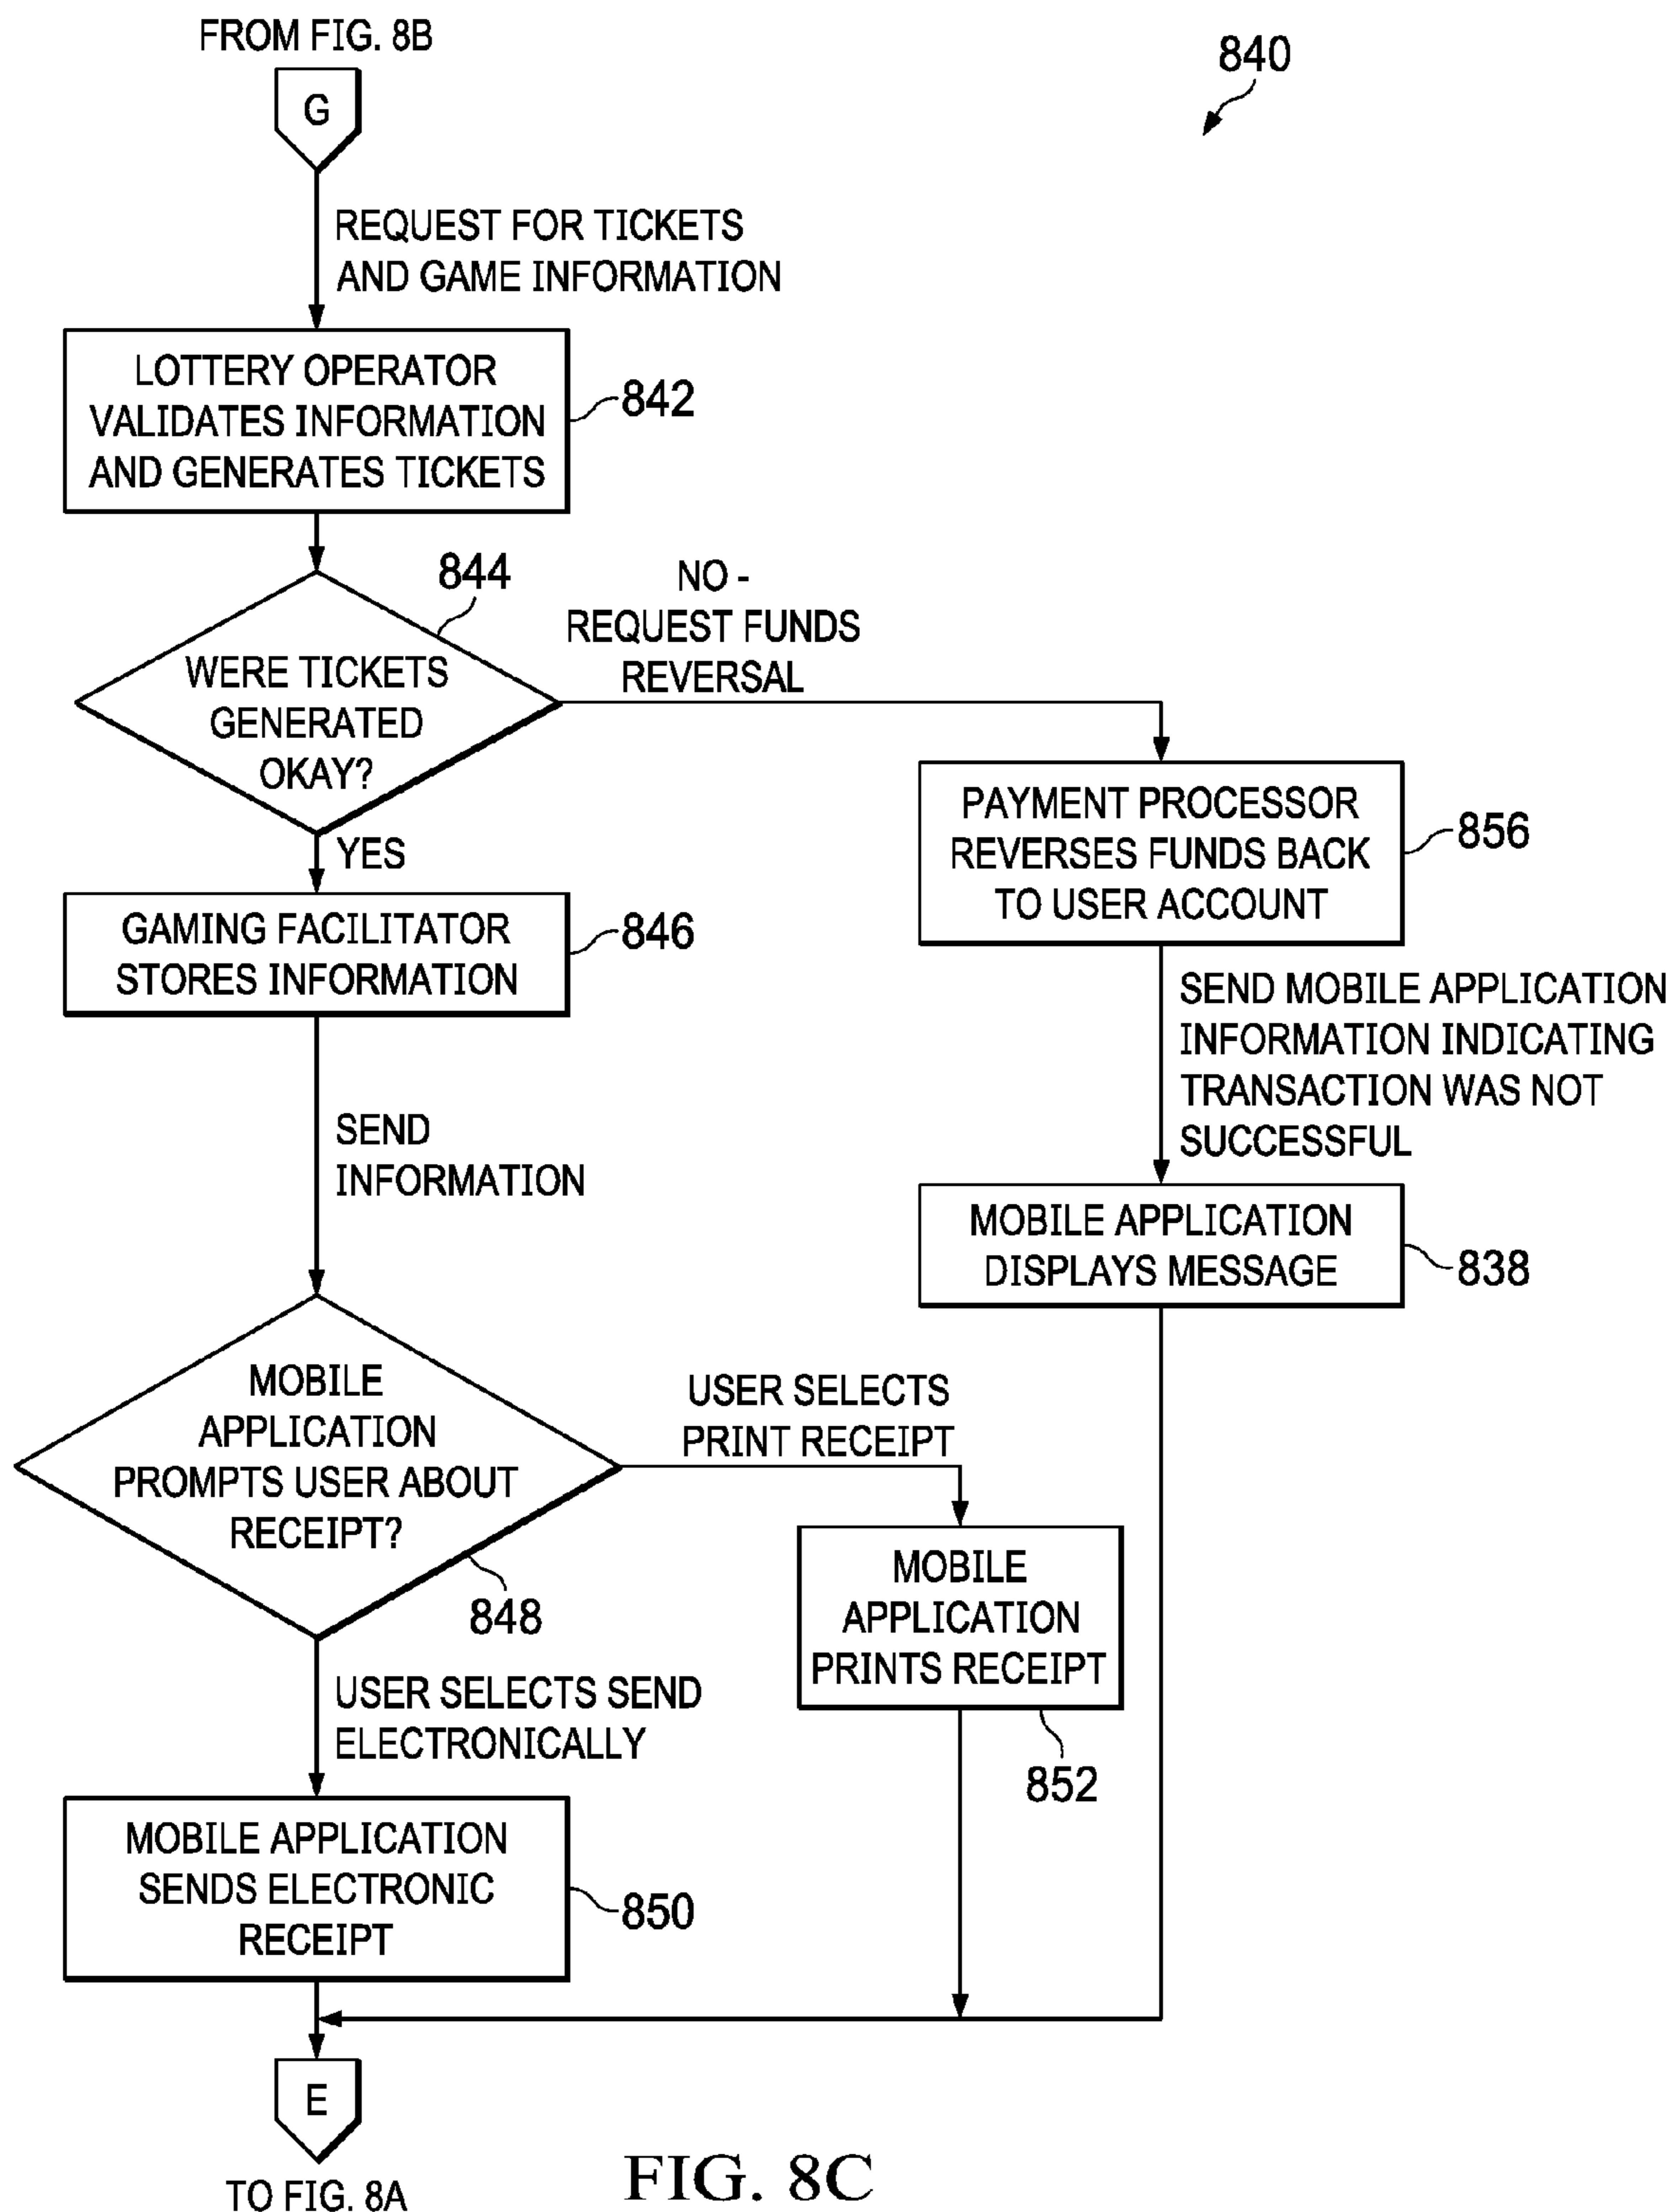 FROM FIG. 8B
840
G
REQUEST FOR TICKETS
AND GAME INFORMATION
LOTTERY OPERATOR
VALIDATES INFORMATION
AND GENERATES TICKETS
842
844
WERE TICKETS
GENERATED
OKAY?
NO -
REQUEST FUNDS
REVERSAL
YES
PAYMENT PROCESSOR
REVERSES FUNDS BACK
TO USER ACCOUNT
856
GAMING FACILITATOR
STORES INFORMATION
846
SEND MOBILE APPLICATION
INFORMATION INDICATING
TRANSACTION WAS NOT
SUCCESSFUL
SEND
INFORMATION
MOBILE APPLICATION
DISPLAYS MESSAGE
838
MOBILE
APPLICATION
PROMPTS USER ABOUT
RECEIPT?
848
USER SELECTS
PRINT RECEIPT
MOBILE
APPLICATION
PRINTS RECEIPT
852
USER SELECTS SEND
ELECTRONICALLY
MOBILE APPLICATION
SENDS ELECTRONIC
RECEIPT
850
E
TO FIG. 8A
FIG. 8C